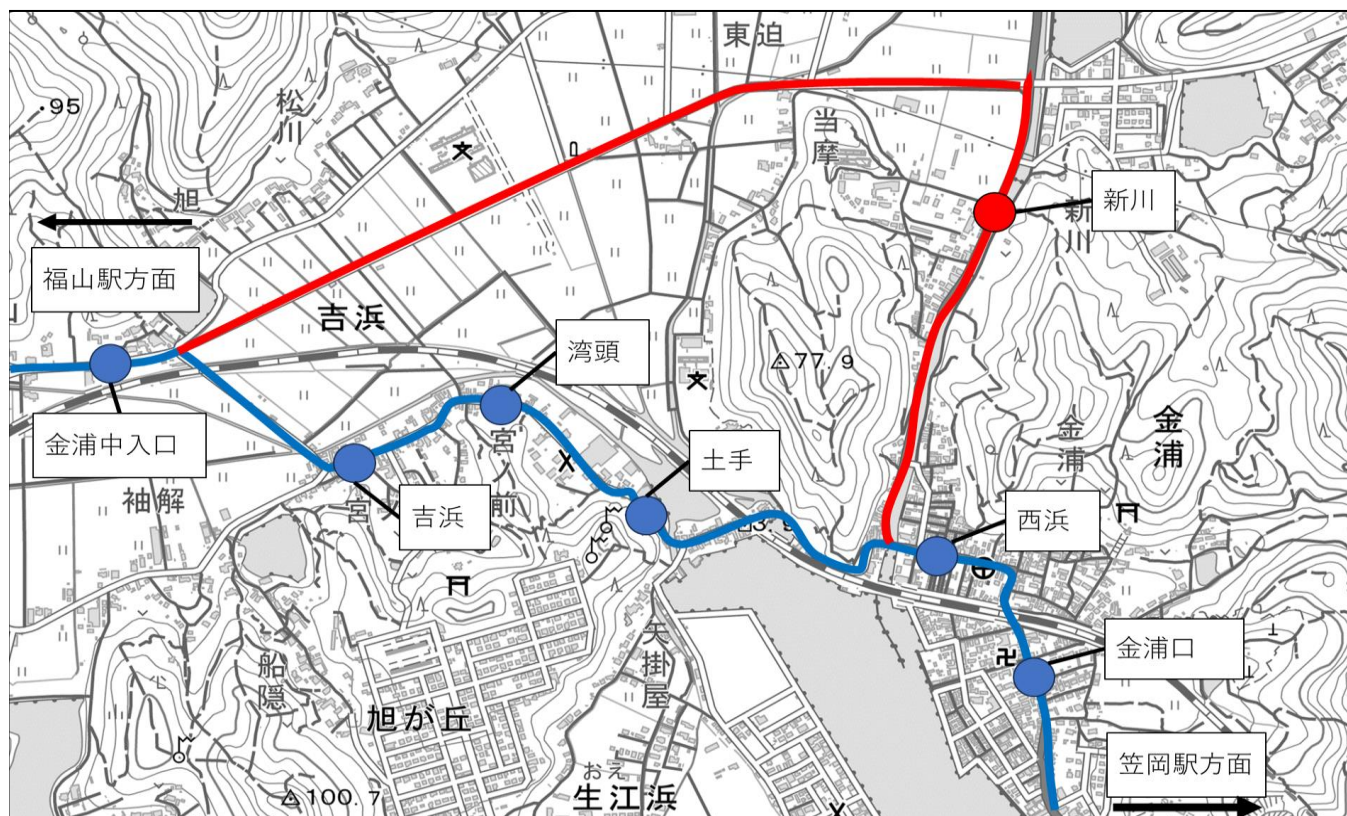 東迫
松川
95
当摩
旭
新川
新川
福山駅方面
吉浜
湾頭
77.9
金浦中入口
宮
金浦
金浦
土手
袖解
宮
前
吉浜
西浜
船隠
天掛屋
金浦口
旭が丘
笠岡駅方面
おえ
生江浜
100.7